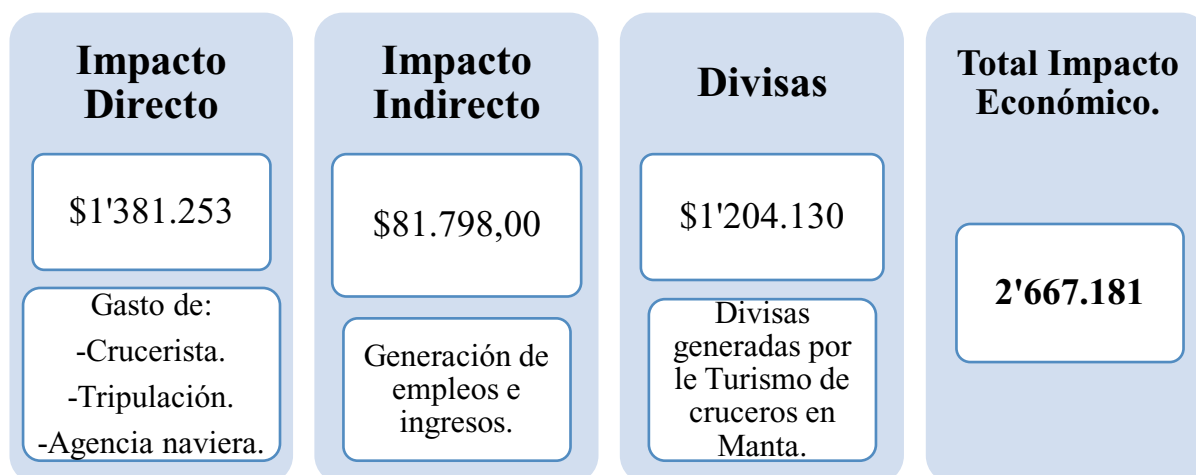 Impacto
Directo
$1'381.253
Gasto de:
-Crucerista.
-Tripulación.
-Agencia naviera.
Impacto
Indirecto
$81.798,00
Generación de
empleos e
ingresos.
Divisas
$1'204.130
Divisas
generadas por
le Turismo de
cruceros en
Manta.
Total Impacto
Económico.
2'667.181